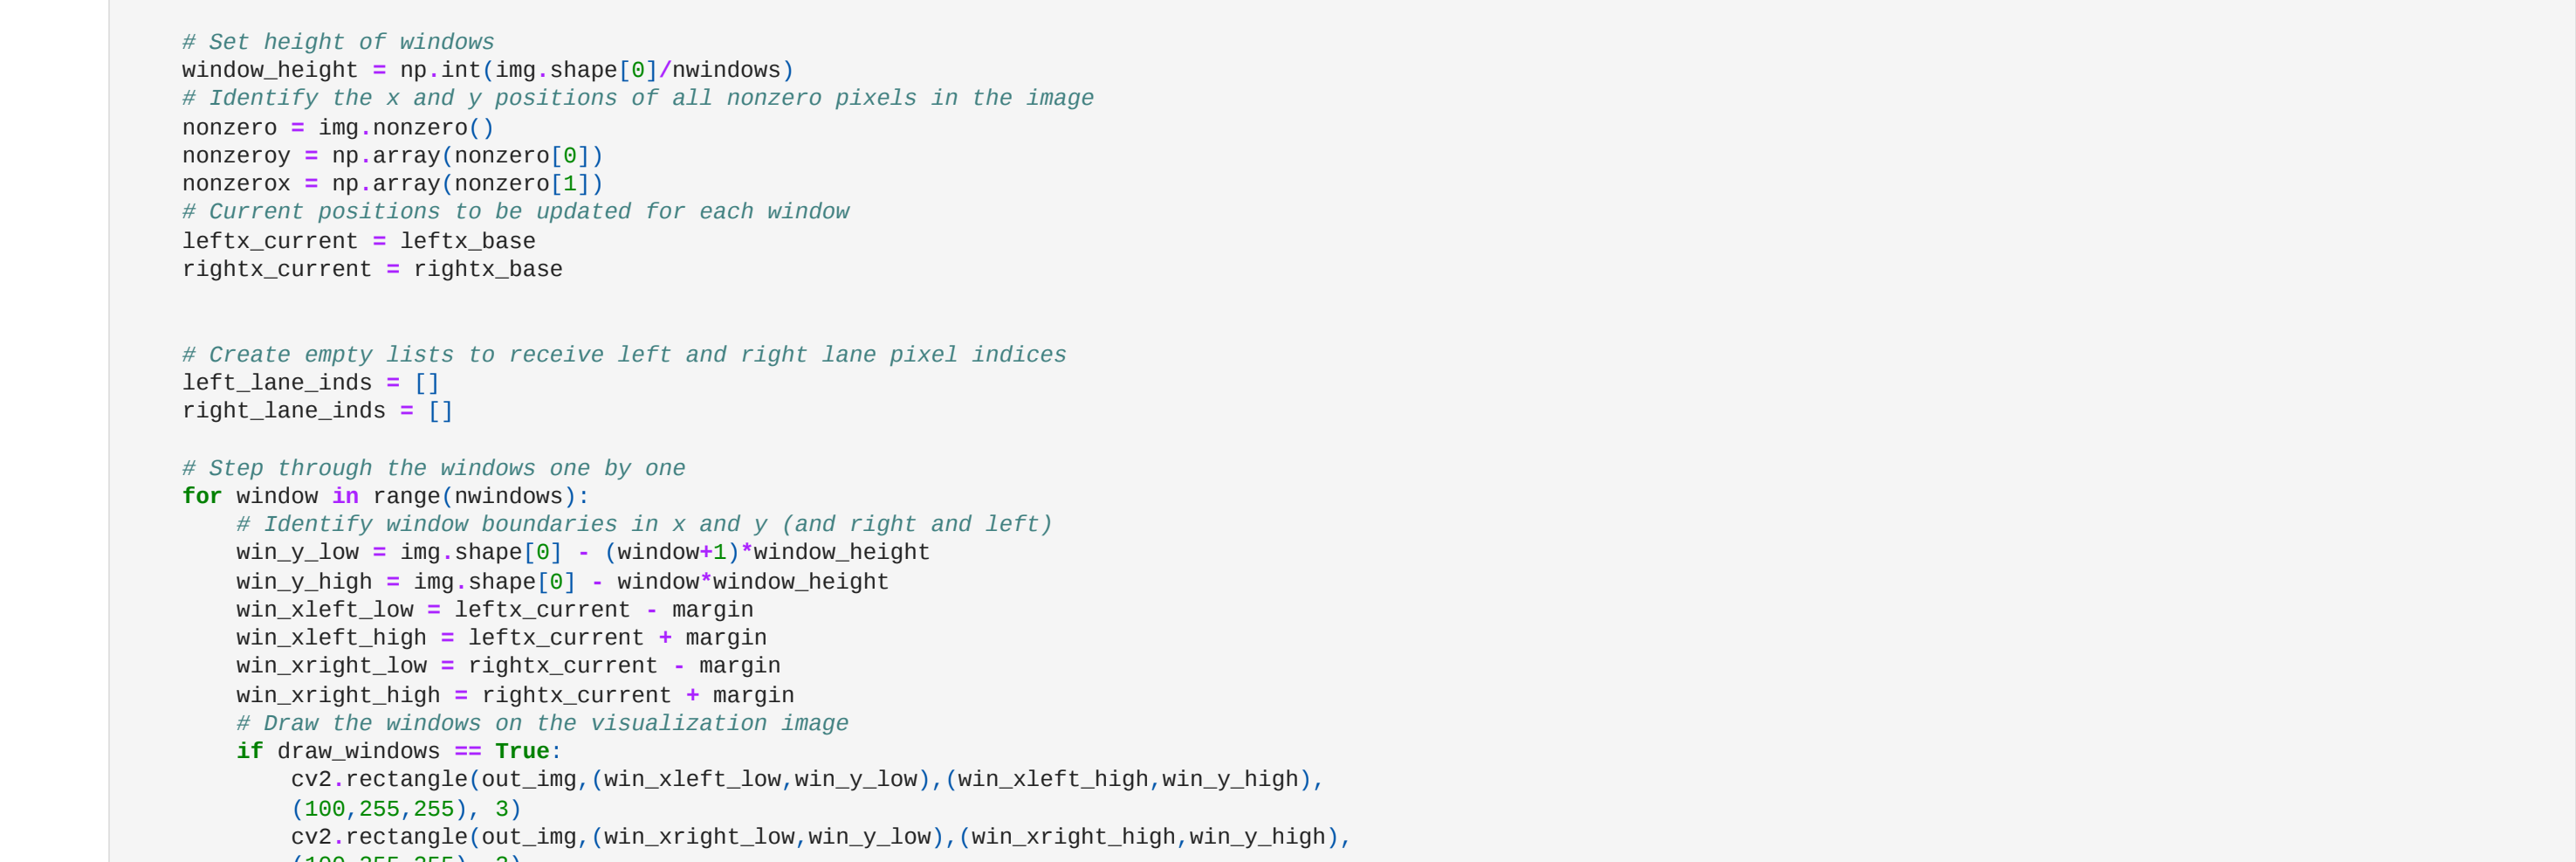 # Set height of windows
window_height = np.int(img.shape[0]/nwindows)
# Identify the x and y positions of all nonzero pixels in the image
nonzero = img.nonzero()
nonzeroy = np.array(nonzero[0])
nonzerox = np.array(nonzero[1])
# Current positions to be updated for each window
leftx_current = leftx_base
rightx_current = rightx_base
# Create empty lists to receive left and right lane pixel indices
left_lane_inds = []
right_lane_inds = []
# Step through the windows one by one
for window in range(nwindows):
# Identify window boundaries in x and y (and right and left)
win_y_low = img.shape[0] - (window+1)*window_height
win_y_high = img.shape[0] - window*window_height
win_xleft_low = leftx_current - margin
win_xleft_high = leftx_current + margin
win_xright_low = rightx_current - margin
win_xright_high = rightx_current + margin
# Draw the windows on the visualization image
if draw_windows == True:
cv2.rectangle(out_img,(win_xleft_low,win_y_low),(win_xleft_high,win_y_high),
(100,255,255), 3)
cv2.rectangle(out_img,(win_xright_low,win_y_low),(win_xright_high,win_y_high),